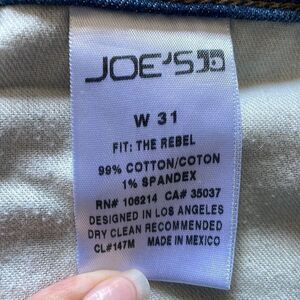 JOE'S
W 31
FIT: THE REBEL
99% COTTON/COTON
1% SPANDEX
RN# 106214 CA# 35037
DESIGNED IN LOS ANGELES
DRY CLEAN RECOMMENDED
CL#147M MADE IN MEXICO